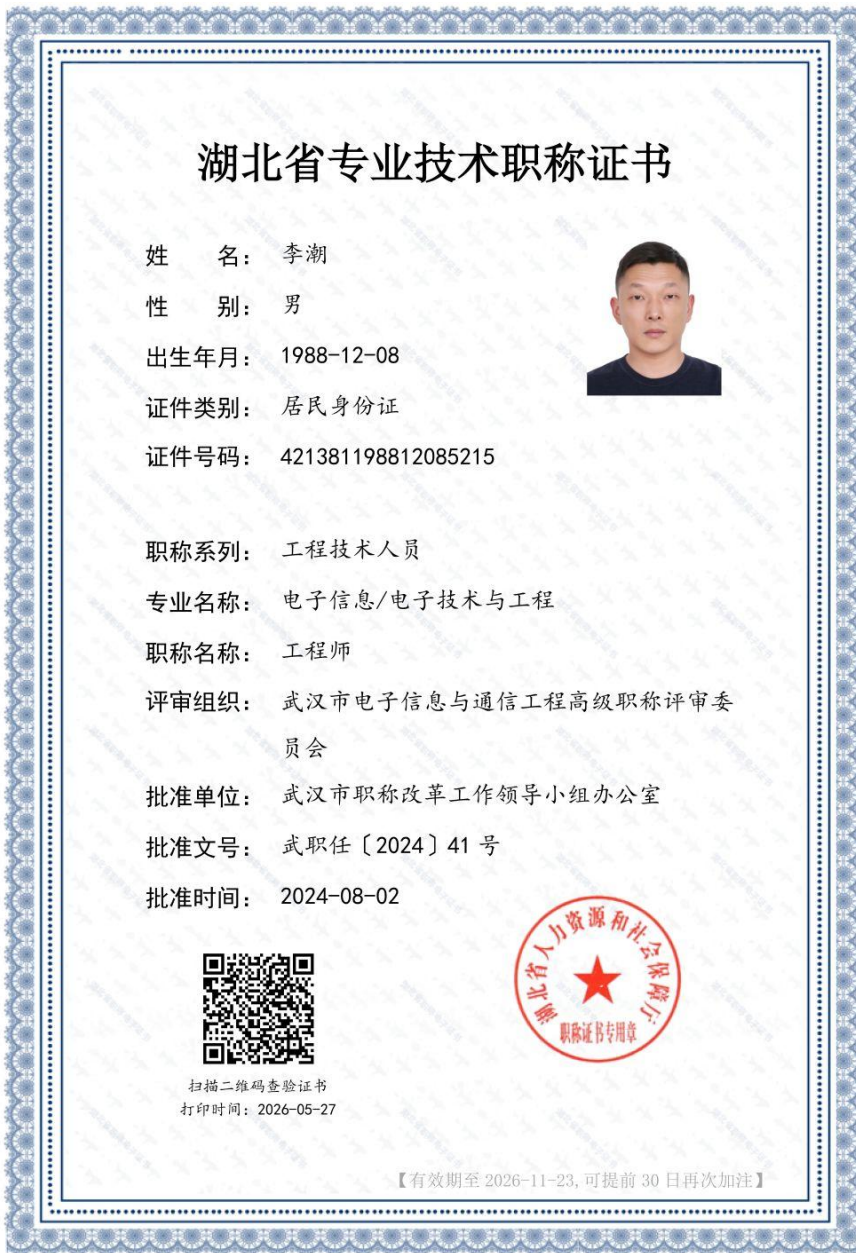 湖北省专业技术职称证书
姓 名： 李潮
性 别： 男
出生年月： 1988-12-08
证件类别： 居民身份证
证件号码： 421381198812085215
职称系列： 工程技术人员
专业名称： 电子信息/电子技术与工程
职称名称： 工程师
评审组织： 武汉市电子信息与通信工程高级职称评审委
员会
批准单位： 武汉市职称改革工作领导小组办公室
批准文号： 武职任〔2024〕41 号
批准时间： 2024-08-02
湖北省人力资源和社会保障厅
职称证书专用章
扫描二维码查验证书
打印时间：2026-05-27
【有效期至 2026-11-23,可提前 30 日再次加注】